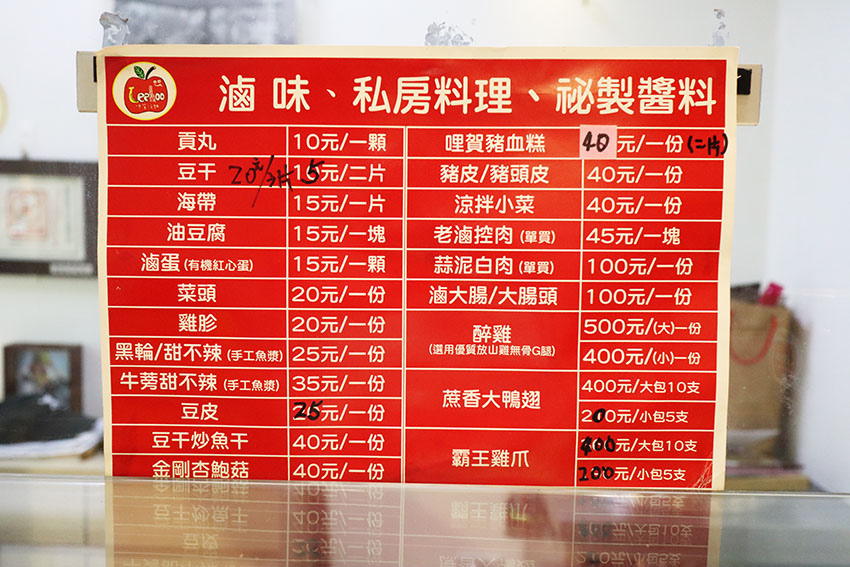 Leehoo
滷味、私房料理、祕製醬料
貢丸 10元/一顆
豆干 20元/3片 5元/二片
海帶 15元/一片
油豆腐 15元/一塊
滷蛋(有機紅心蛋) 15元/一顆
菜頭 20元/一份
雞胗 20元/一份
黑輪/甜不辣(手工魚漿) 25元/一份
牛蒡甜不辣(手工魚漿) 35元/一份
豆皮 25元/一份
豆干炒魚干 40元/一份
金剛杏鮑菇 40元/一份
哩賀豬血糕 40元/一份(二片)
豬皮/豬頭皮 40元/一份
涼拌小菜 40元/一份
老滷控肉(單買) 45元/一塊
蒜泥白肉(單買) 100元/一份
滷大腸/大腸頭 100元/一份
醉雞 500元/(大)一份
(選用優質放山雞無骨G腿) 400元/(小)一份
蔗香大鴨翅 400元/大包10支
200元/小包5支
霸王雞爪 400元/大包10支
200元/小包5支